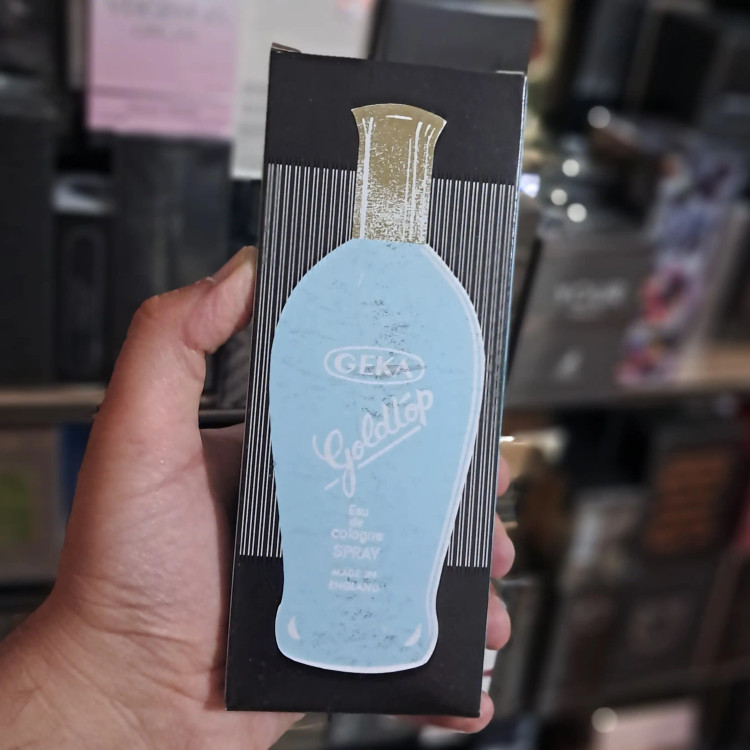 GEKA
Goldtop
Eau
de
cologne
SPRAY
MADE IN
ENGLAND